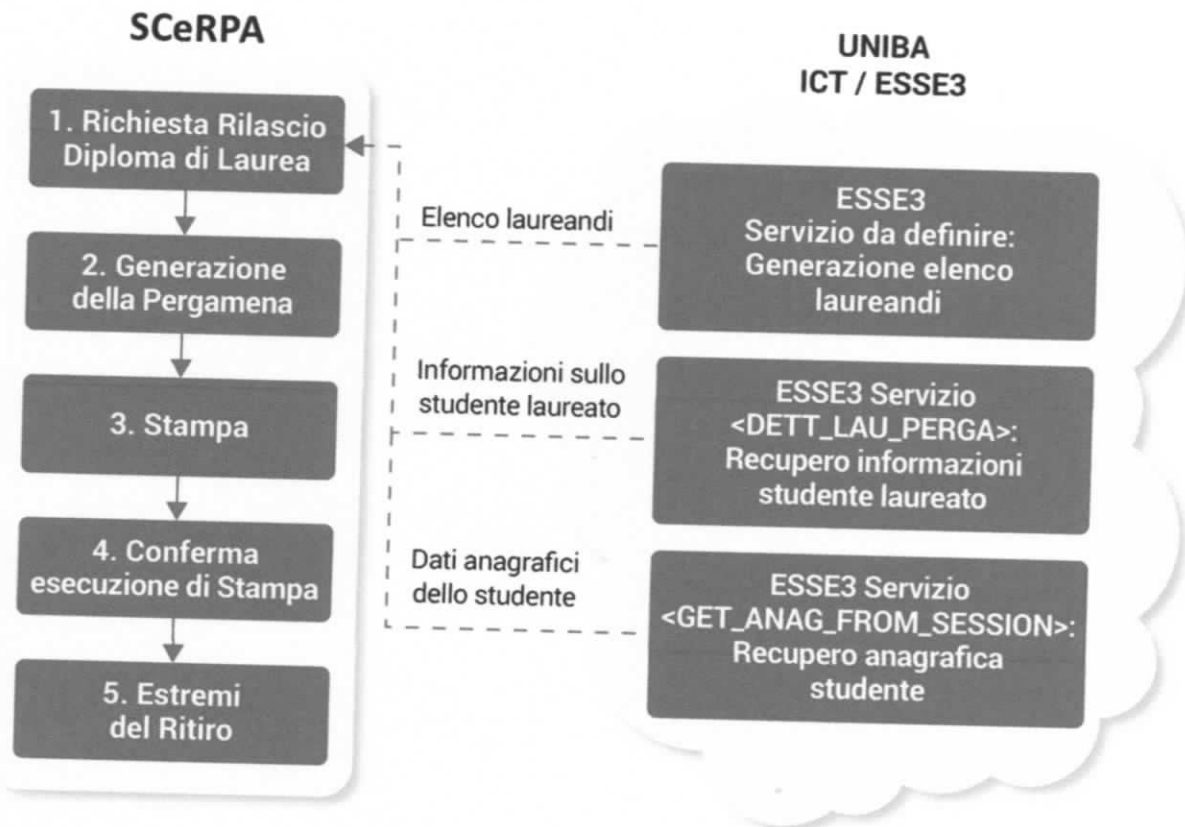 SCeRPA
1. Richiesta Rilascio
Diploma di Laurea
2. Generazione
della Pergamena
3. Stampa
4. Conferma
esecuzione di Stampa
5. Estremi
del Ritiro
Elenco laureandi
Informazioni sullo
studente laureato
Dati anagrafici
dello studente
UNIBA
ICT / ESSE3
ESSE3
Servizio da definire:
Generazione elenco
laureandi
ESSE3 Servizio
<DETT_LAU_PERGA>:
Recupero informazioni
studente laureato
ESSE3 Servizio
<GET_ANAG_FROM_SESSION>:
Recupero anagrafica
studente